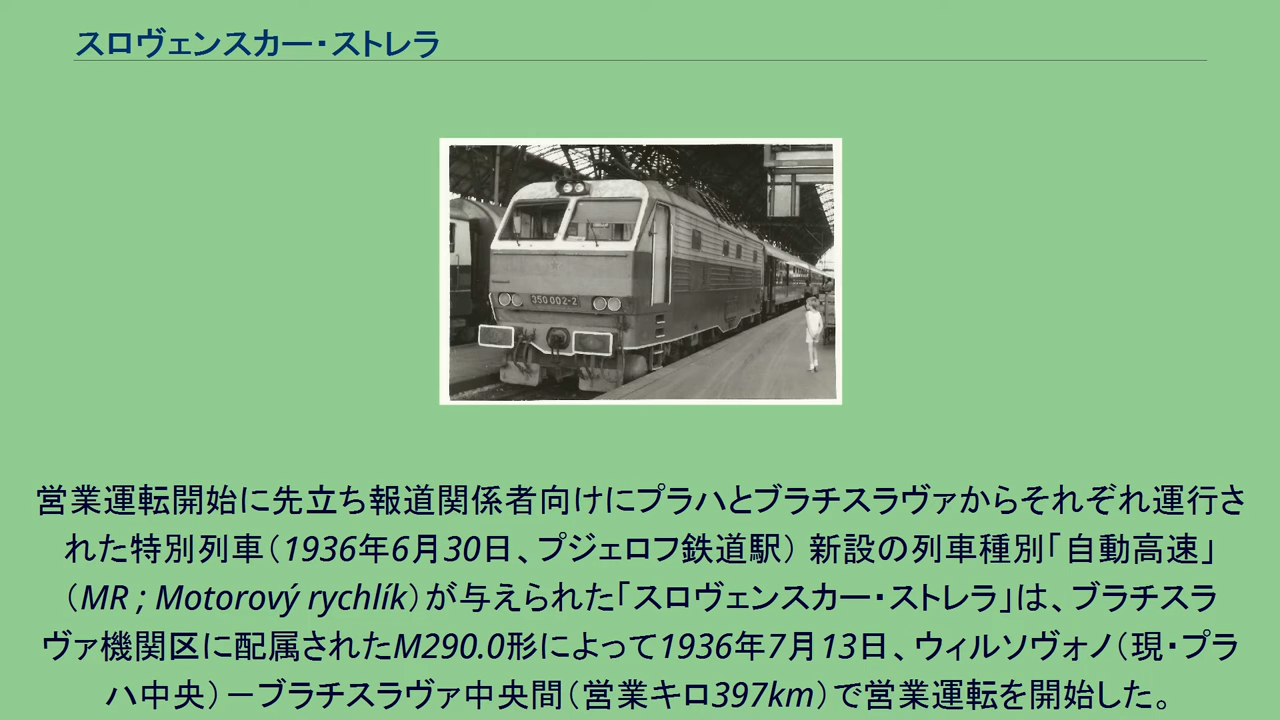 スロヴェンスカー・ストレラ
350 002-2
営業運転開始に先立ち報道関係者向けにプラハとブラチスラヴァからそれぞれ運行さ
れた特別列車（1936年6月30日、プジェロフ鉄道駅） 新設の列車種別「自動高速」
（MR ; Motorový rychlík）が与えられた「スロヴェンスカー・ストレラ」は、ブラチスラ
ヴァ機関区に配属されたM290.0形によって1936年7月13日、ウィルソヴォノ（現・プラ
ハ中央）－ブラチスラヴァ中央間（営業キロ397km）で営業運転を開始した。